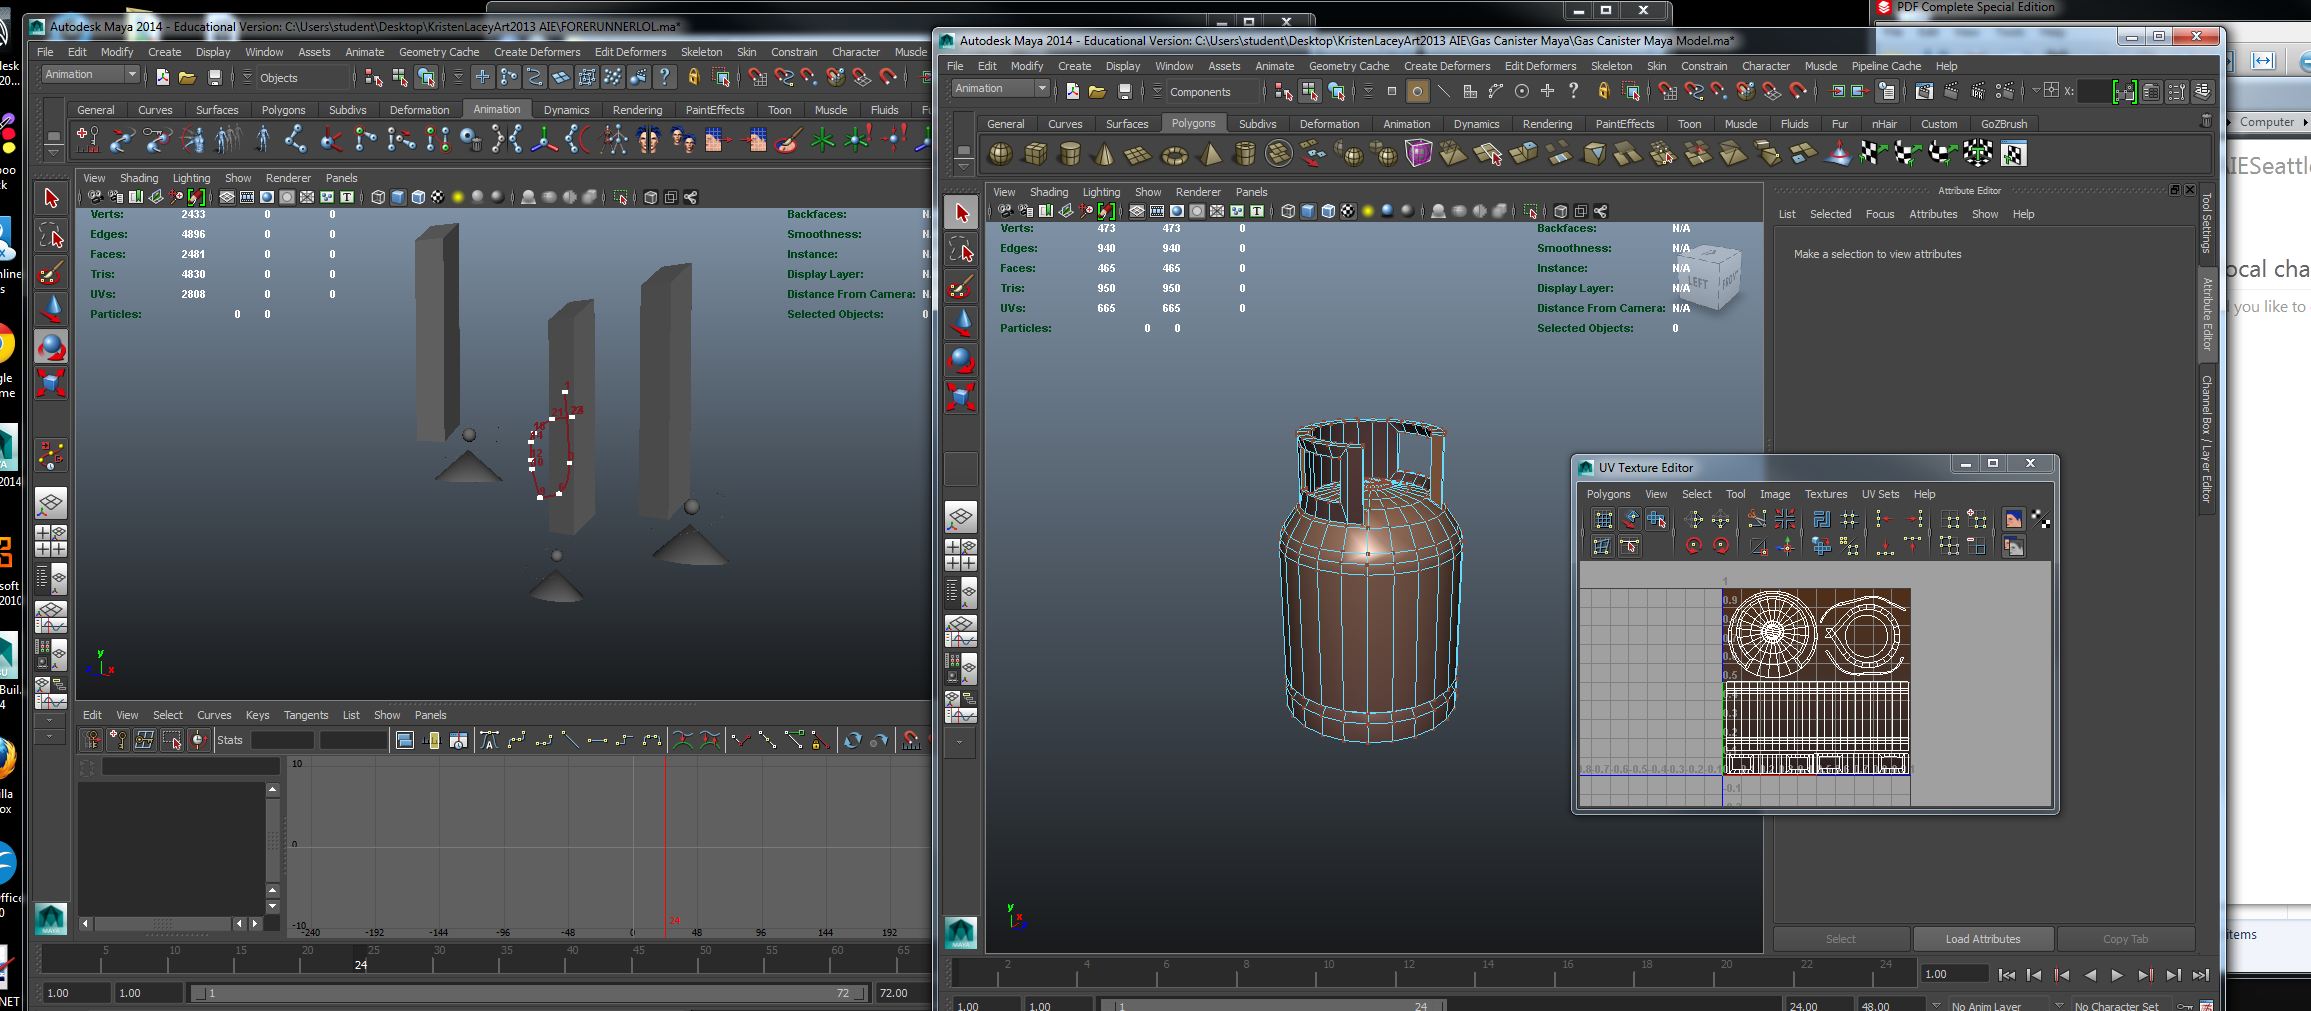 PDF Complete Special Edition
Autodesk Maya 2014 - Educational Version: C:\Users\student\Desktop\KristenLaceyArt2013 AIE\FORERUNNERLOL.ma*
File Edit Modify Create Display Window Assets Animate Geometry Cache Create Deformers Edit Deformers Skeleton Skin Constrain Character Muscle
Animation Objects
General Curves Surfaces Polygons Subdivs Deformation Animation Dynamics Rendering PaintEffects Toon Muscle Fluids Fu
View Shading Lighting Show Renderer Panels
Verts: 2433 0 0 Backfaces: N.
Edges: 4896 0 0 Smoothness: N.
Faces: 2481 0 0 Instance: N.
Tris: 4830 0 0 Display Layer: N.
UVs: 2808 0 0 Distance From Camera: N.
Particles: 0 0 Selected Objects: 0
1
y
x
Edit View Select Curves Keys Tangents List Show Panels
Stats
10
0
-10
24
-240 -192 -144 -96 -48 0 48 96 144 192
5 10 15 20 25 30 35 40 45 50 55 60 65
24
1.00 1.00 1 72 72.00
Autodesk Maya 2014 - Educational Version: C:\Users\student\Desktop\KristenLaceyArt2013 AIE\Gas Canister Maya\Gas Canister Maya Model.ma*
File Edit Modify Create Display Window Assets Animate Geometry Cache Create Deformers Edit Deformers Skeleton Skin Constrain Character Muscle Pipeline Cache Help
Animation Components X:
General Curves Surfaces Polygons Subdivs Deformation Animation Dynamics Rendering PaintEffects Toon Muscle Fluids Fur nHair Custom GoZBrush
View Shading Lighting Show Renderer Panels
Verts: 473 473 0 Backfaces: N/A
Edges: 940 940 0 Smoothness: N/A
Faces: 465 465 0 Instance: N/A
Tris: 950 950 0 Display Layer: N/A
UVs: 665 665 0 Distance From Camera: N/A
Particles: 0 0 Selected Objects: 0
LEFT FRONT
y
x
Attribute Editor
List Selected Focus Attributes Show Help
Make a selection to view attributes
Tool Settings
Attribute Editor
Channel Box / Layer Editor
UV Texture Editor
Polygons View Select Tool Image Textures UV Sets Help
1
0.9
0.5
0.3
-0.1
Select Load Attributes Copy Tab
2 4 6 8 10 12 14 16 18 20 22 24
1.00
1.00 1.00 1 24 24.00 48.00 No Anim Layer No Character Set
MAYA
MAYA
Computer
AIESeattl
ocal cha
you like to
items